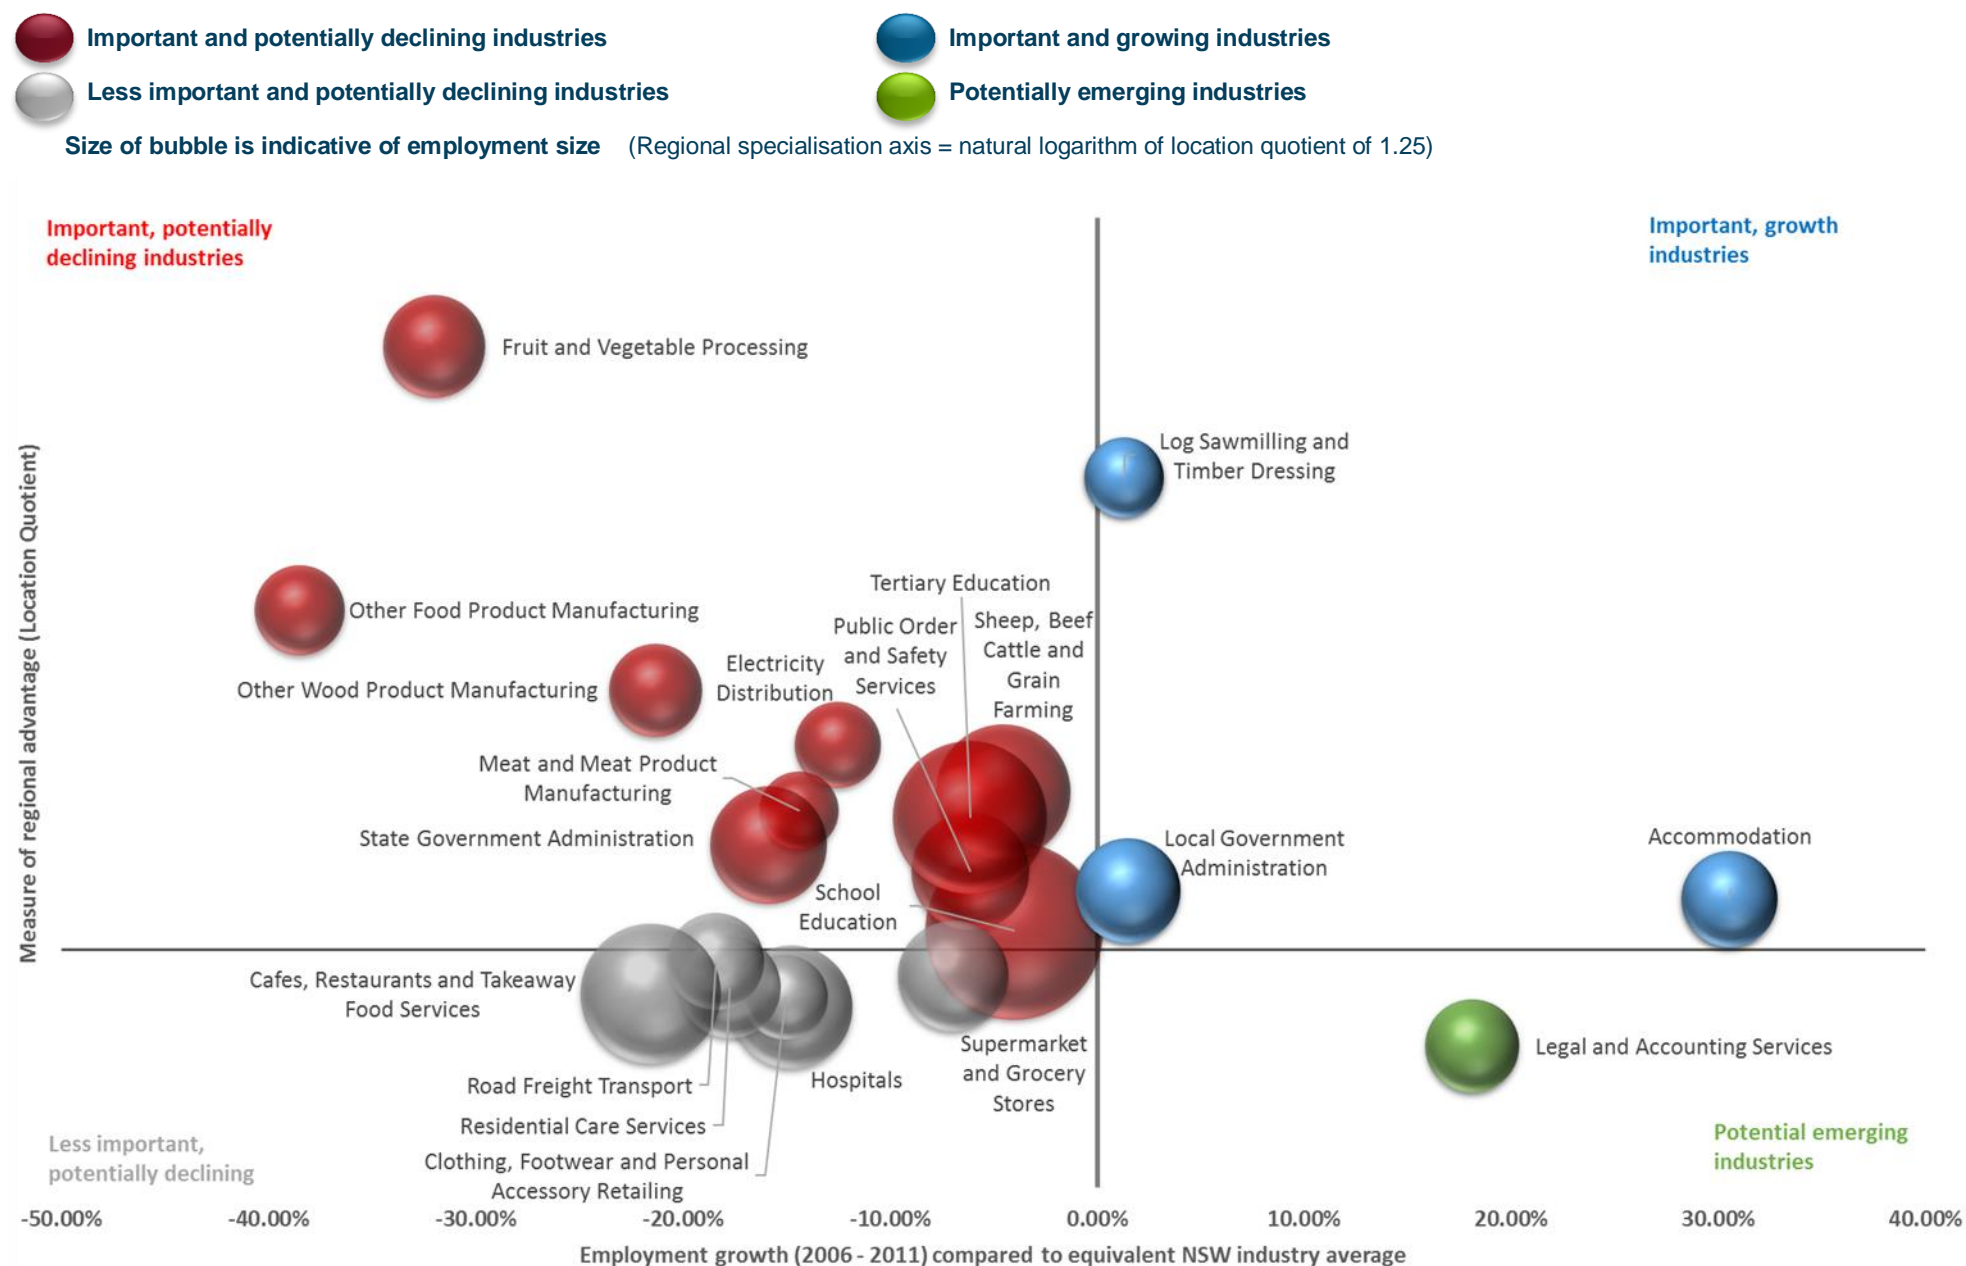 Important and potentially declining industries
Important and growing industries
Less important and potentially declining industries
Potentially emerging industries
Size of bubble is indicative of employment size (Regional specialisation axis = natural logarithm of location quotient of 1.25)
Important, potentially
declining industries
Important, growth
industries
Fruit and Vegetable Processing
Log Sawmilling and
Timber Dressing
Measure of regional advantage (Location Quotient)
Other Food Product Manufacturing
Tertiary Education
Public Order
and Safety
Services
Sheep, Beef
Cattle and
Grain
Farming
Electricity
Distribution
Other Wood Product Manufacturing
Meat and Meat Product
Manufacturing
State Government Administration
Local Government
Administration
Accommodation
School
Education
Cafes, Restaurants and Takeaway
Food Services
Supermarket
and Grocery
Stores
Legal and Accounting Services
Road Freight Transport
Hospitals
Residential Care Services
Clothing, Footwear and Personal
Accessory Retailing
Less important,
potentially declining
Potential emerging
industries
-50.00% -40.00% -30.00% -20.00% -10.00% 0.00% 10.00% 20.00% 30.00% 40.00%
Employment growth (2006 - 2011) compared to equivalent NSW industry average